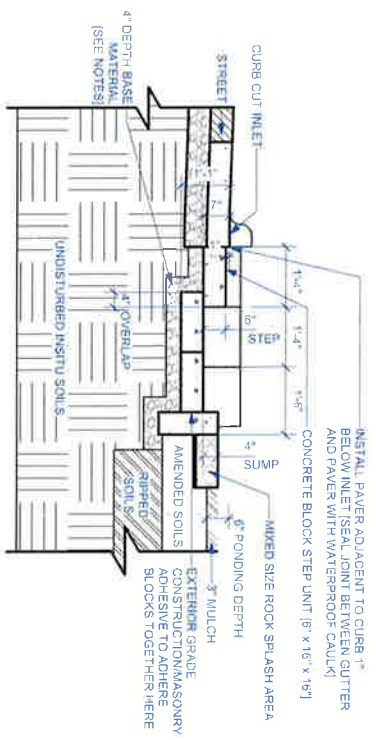 INSTALL PAVER ADJACENT TO CURB 1"
BELOW INLET [SEAL JOINT BETWEEN GUTTER
AND PAVER WITH WATERPROOF CAULK]
CONCRETE BLOCK STEP UNIT [6" x 16" x 16"]
CURB CUT INLET
STREET
4" DEPTH BASE
MATERIAL
[SEE NOTES]
1'-4"
1'-4"
1'-6"
7"
6"
STEP
4"
SUMP
MIXED SIZE ROCK SPLASH AREA
6" PONDING DEPTH
3" MULCH
4" OVERLAP
UNDISTURBED INSITU SOILS
AMENDED SOILS
RIPPED
SOILS
EXTERIOR GRADE
CONSTRUCTION/MASONRY
ADHESIVE TO ADHERE
BLOCKS TOGETHER HERE